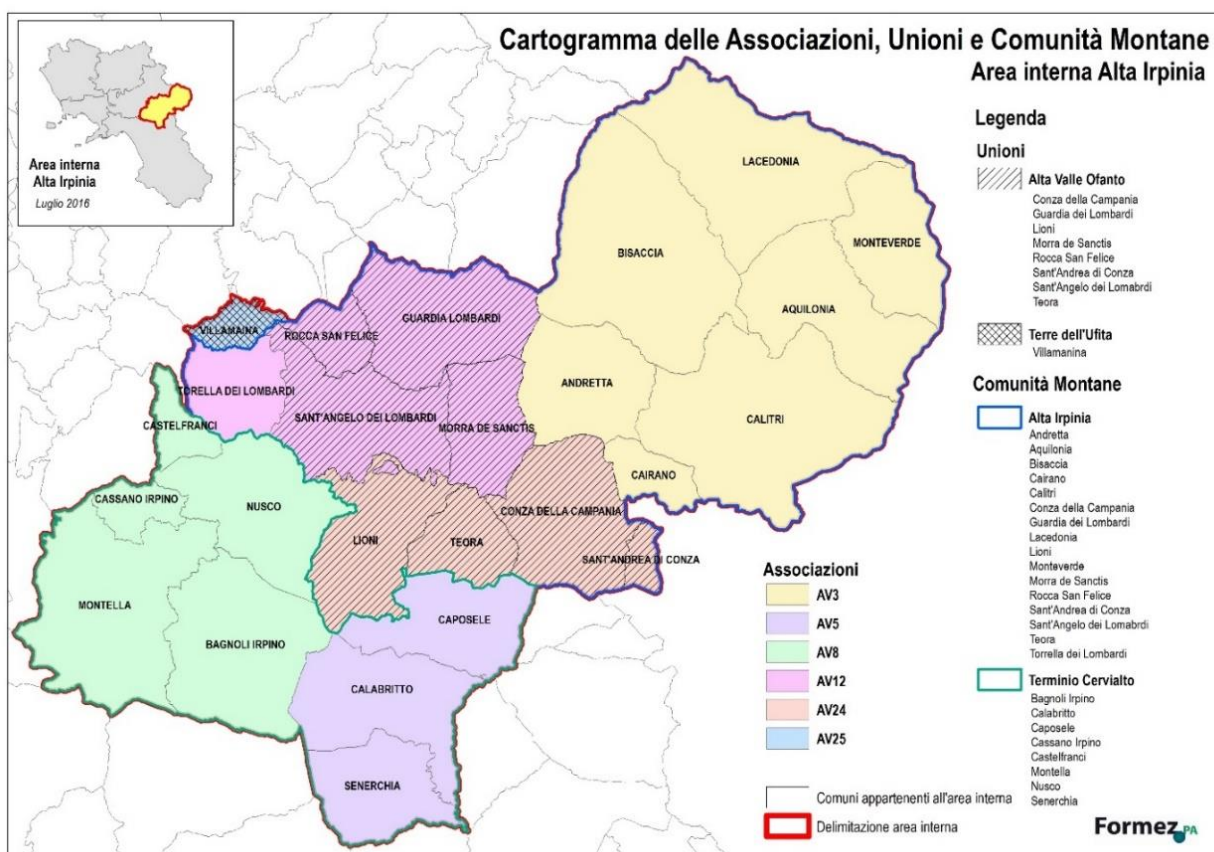 Cartogramma delle Associazioni, Unioni e Comunità Montane
Area interna Alta Irpinia
Area interna
Alta Irpinia
Luglio 2016
LACEDONIA
BISACCIA
MONTEVERDE
AQUILONIA
VILLAMAINA
ROCCA SAN FELICE
GUARDIA LOMBARDI
TORELLA DEI LOMBARDI
ANDRETTA
SANT'ANGELO DEI LOMBARDI
CALITRI
CASTELFRANCI
MORRA DE SANCTIS
CAIRANO
CASSANO IRPINO
NUSCO
CONZA DELLA CAMPANIA
LIONI
TEORA
SANT'ANDREA DI CONZA
MONTELLA
CAPOSELE
BAGNOLI IRPINO
CALABRITTO
SENERCHIA
Legenda
Unioni
Alta Valle Ofanto
Conza della Campania
Guardia dei Lombardi
Lioni
Morra de Sanctis
Rocca San Felice
Sant'Andrea di Conza
Sant'Angelo dei Lomabrdi
Teora
Terre dell'Ufita
Villamanina
Comunità Montane
Alta Irpinia
Andretta
Aquilonia
Bisaccia
Cairano
Calitri
Conza della Campania
Guardia dei Lombardi
Lacedonia
Lioni
Monteverde
Morra de Sanctis
Rocca San Felice
Sant'Andrea di Conza
Sant'Angelo dei Lomabrdi
Teora
Torrella dei Lombardi
Terminio Cervialto
Bagnoli Irpino
Calabritto
Caposele
Cassano Irpino
Castelfranci
Montella
Nusco
Senerchia
Associazioni
AV3
AV5
AV8
AV12
AV24
AV25
Comuni appartenenti all'area interna
Delimitazione area interna
Formez PA